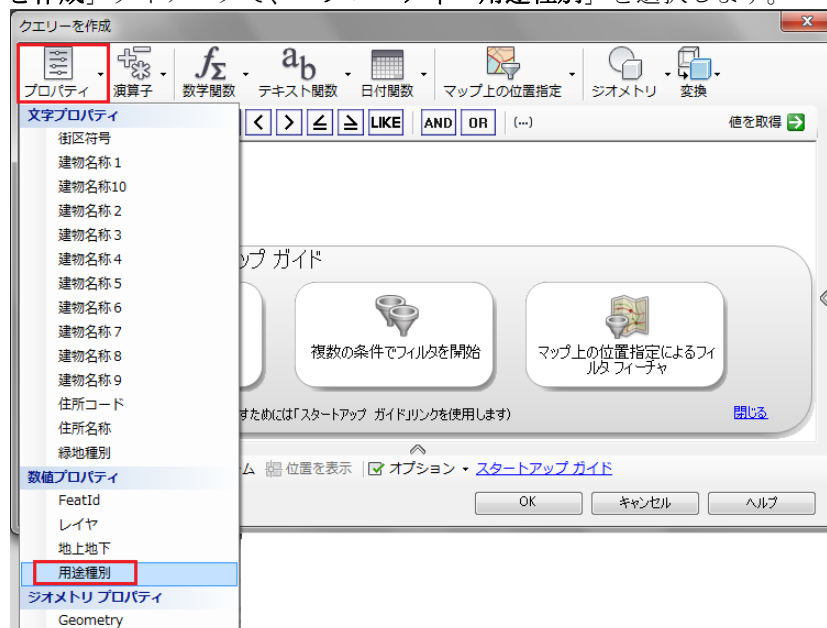 クエリーを作成
プロパティ 演算子 数学関数 テキスト関数 日付関数 マップ上の位置指定 ジオメトリ 変換
文字プロパティ
< > ≦ ≧ LIKE AND OR (...) 値を取得
街区符号
建物名称1
建物名称10
建物名称2
建物名称3
建物名称4
建物名称5
建物名称6
建物名称7
建物名称8
建物名称9
住所コード
住所名称
緑地種別
数値プロパティ
FeatId
レイヤ
地上地下
用途種別
ジオメトリ プロパティ
Geometry
ップ ガイド
複数の条件でフィルタを開始
マップ上の位置指定によるフィ
ルタ フィーチャ
すためには「スタートアップ ガイド」リンクを使用します)
閉じる
ム 位置を表示 オプション スタートアップ ガイド
OK キャンセル ヘルプ